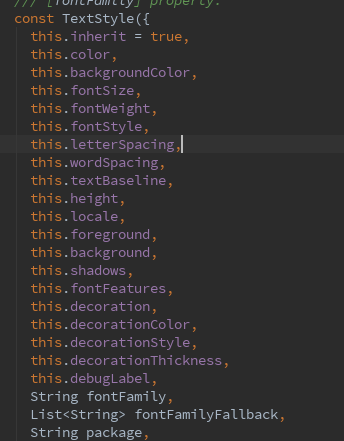 /// [fontFamily] property.
const TextStyle({
this.inherit = true,
this.color,
this.backgroundColor,
this.fontSize,
this.fontWeight,
this.fontStyle,
this.letterSpacing,
this.wordSpacing,
this.textBaseline,
this.height,
this.locale,
this.foreground,
this.background,
this.shadows,
this.fontFeatures,
this.decoration,
this.decorationColor,
this.decorationStyle,
this.decorationThickness,
this.debugLabel,
String fontFamily,
List<String> fontFamilyFallback,
String package,